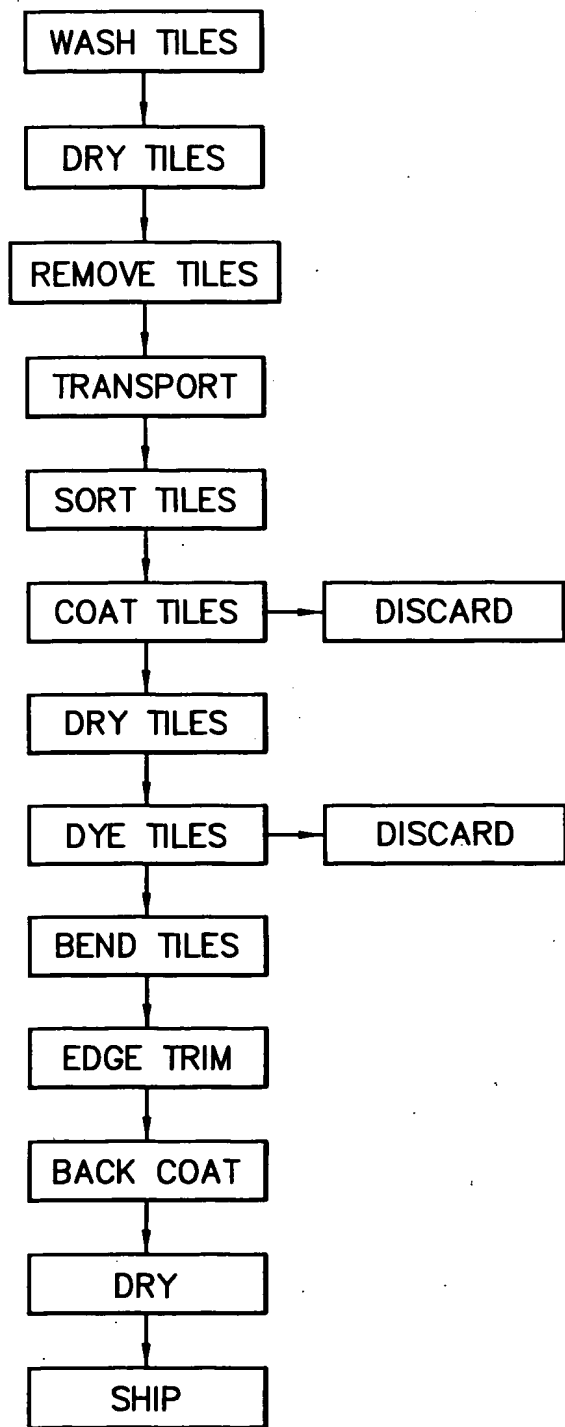 WASH TILES
DRY TILES
REMOVE TILES
TRANSPORT
SORT TILES
COAT TILES
DISCARD
DRY TILES
DYE TILES
DISCARD
BEND TILES
EDGE TRIM
BACK COAT
DRY
SHIP